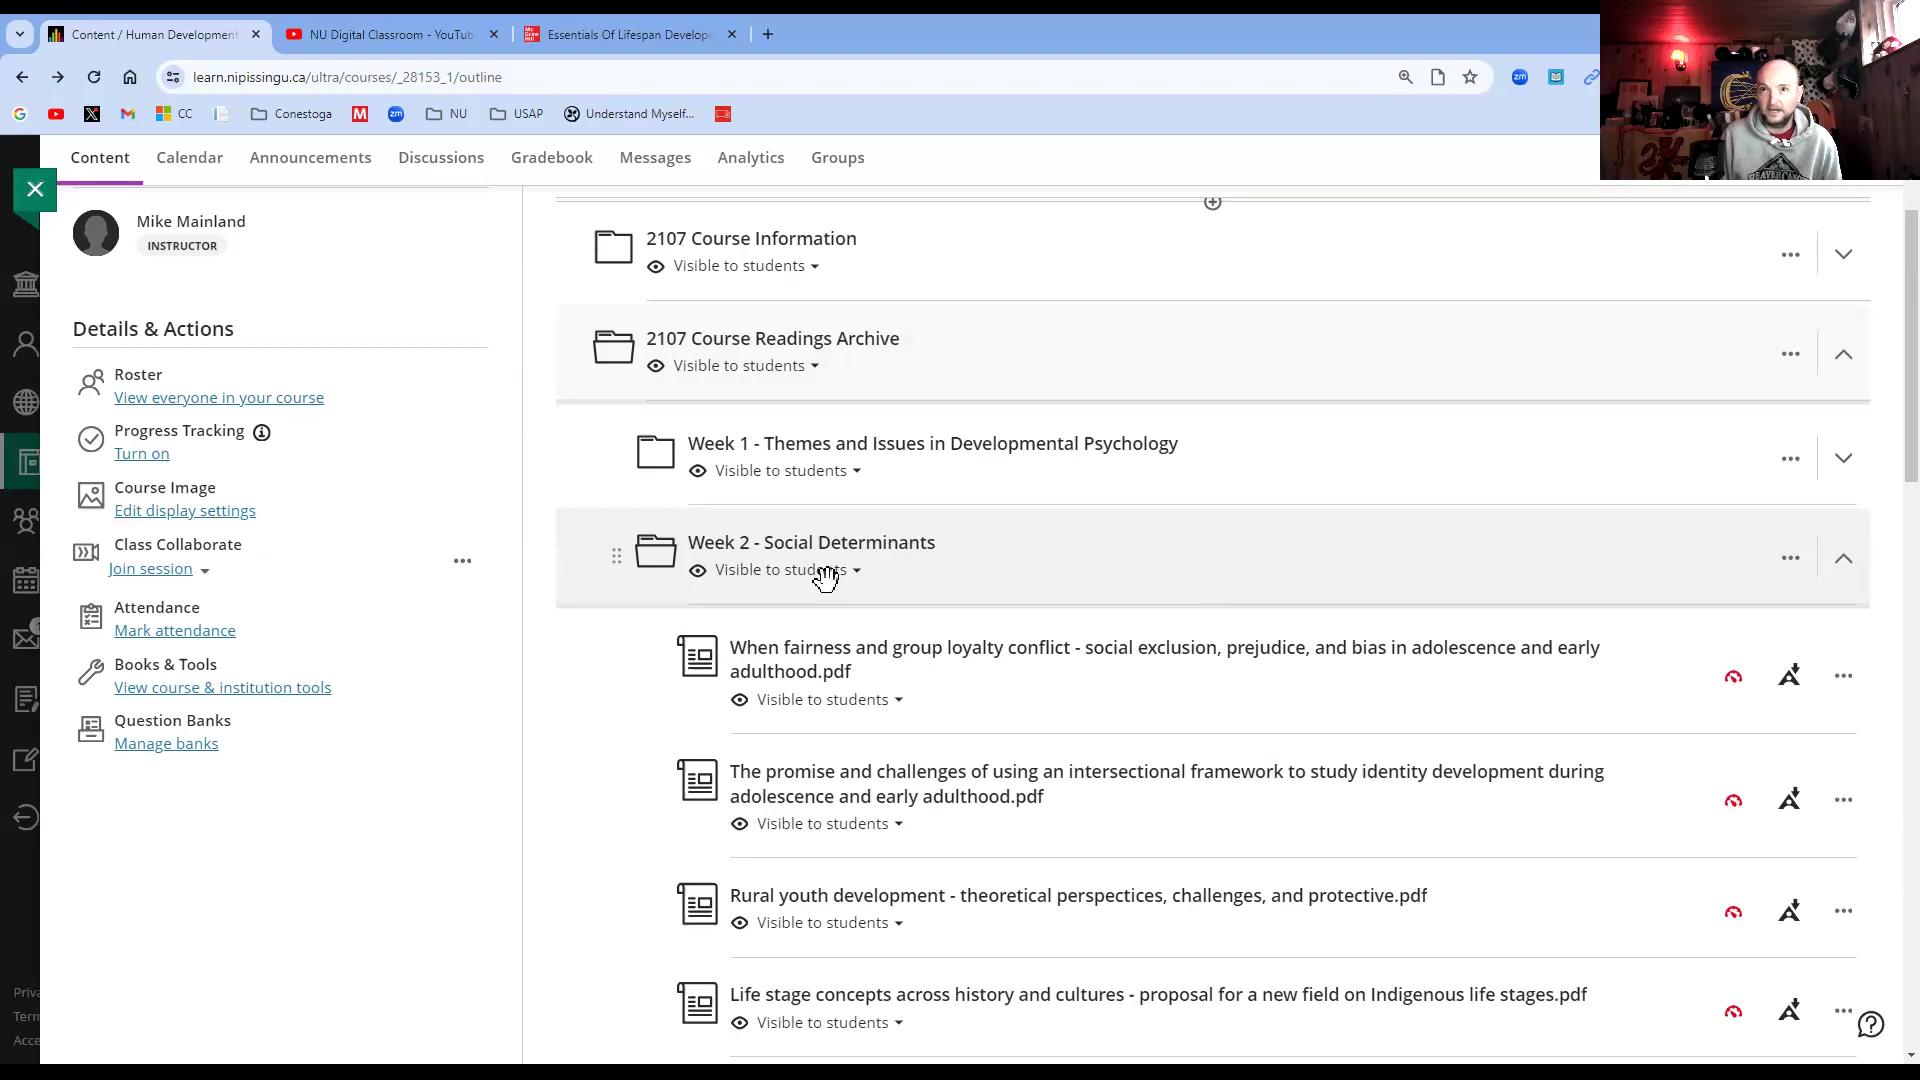 Content / Human Development
NU Digital Classroom - YouTub
Essentials Of Lifespan Develop
learn.nipissingu.ca/ultra/courses/_28153_1/outline
CC
Conestoga
NU
USAP
Understand Myself...
Content
Calendar
Announcements
Discussions
Gradebook
Messages
Analytics
Groups
Mike Mainland
INSTRUCTOR
Details & Actions
Roster
View everyone in your course
Progress Tracking
Turn on
Course Image
Edit display settings
Class Collaborate
Join session
Attendance
Mark attendance
Books & Tools
View course & institution tools
Question Banks
Manage banks
Priva
Term
Acce
2107 Course Information
Visible to students
2107 Course Readings Archive
Visible to students
Week 1 - Themes and Issues in Developmental Psychology
Visible to students
Week 2 - Social Determinants
Visible to students
When fairness and group loyalty conflict - social exclusion, prejudice, and bias in adolescence and early
adulthood.pdf
Visible to students
The promise and challenges of using an intersectional framework to study identity development during
adolescence and early adulthood.pdf
Visible to students
Rural youth development - theoretical perspectices, challenges, and protective.pdf
Visible to students
Life stage concepts across history and cultures - proposal for a new field on Indigenous life stages.pdf
Visible to students